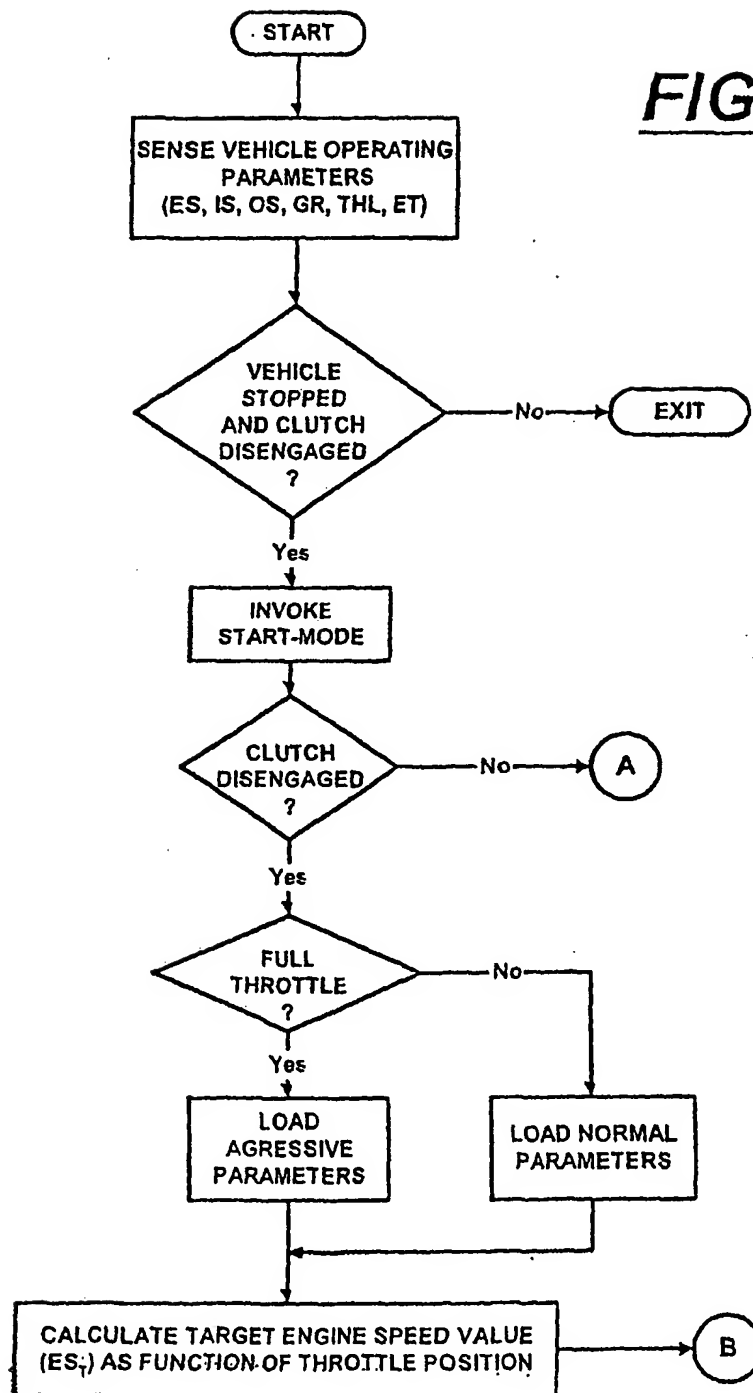 START
FIG
SENSE VEHICLE OPERATING
PARAMETERS
(ES, IS, OS, GR, THL, ET)
VEHICLE
STOPPED
AND CLUTCH
DISENGAGED
?
No
EXIT
Yes
INVOKE
START-MODE
CLUTCH
DISENGAGED
?
No
A
Yes
FULL
THROTTLE
?
No
Yes
LOAD
AGRESSIVE
PARAMETERS
LOAD NORMAL
PARAMETERS
CALCULATE TARGET ENGINE SPEED VALUE
(ES_T) AS FUNCTION OF THROTTLE POSITION
B